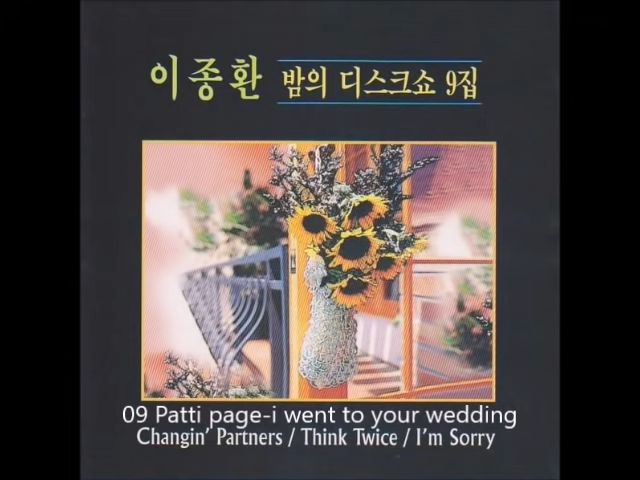 이종환 밤의 디스크쇼 9집
09 Patti page-i went to your wedding
Changin' Partners / Think Twice / I'm Sorry